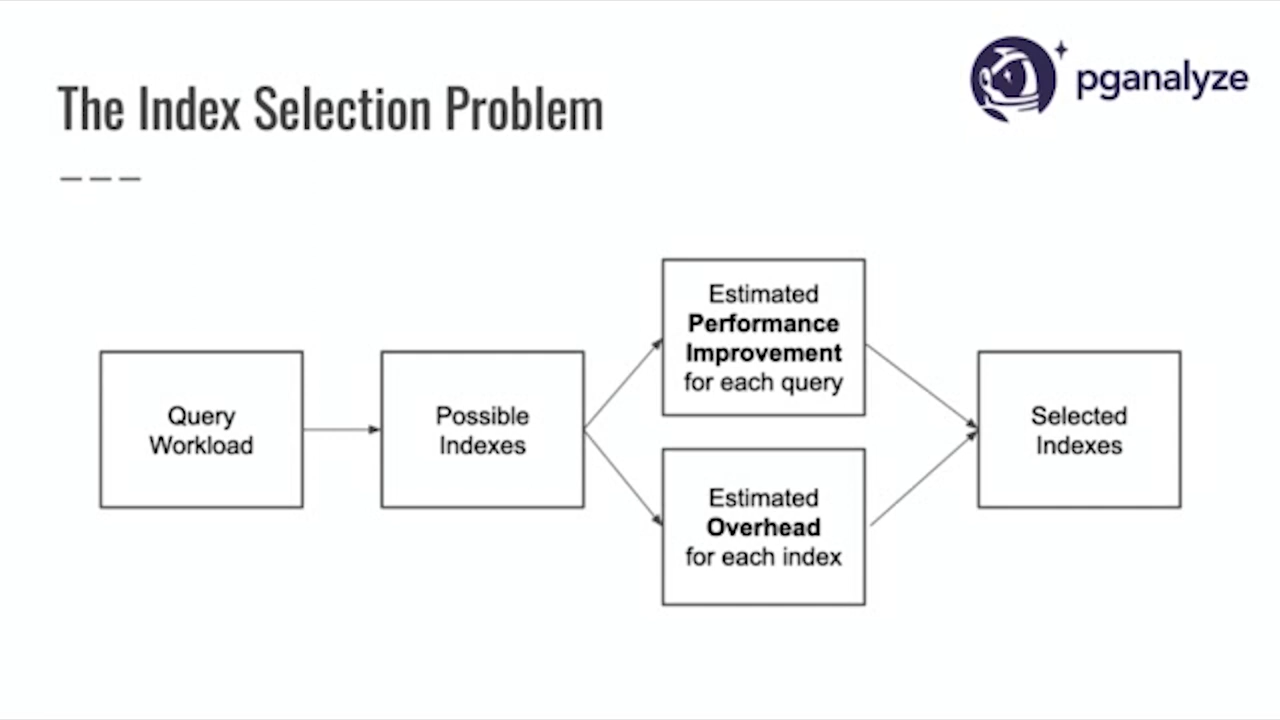 The Index Selection Problem
pganalyze
Query
Workload
Possible
Indexes
Estimated
Performance
Improvement
for each query
Estimated
Overhead
for each index
Selected
Indexes